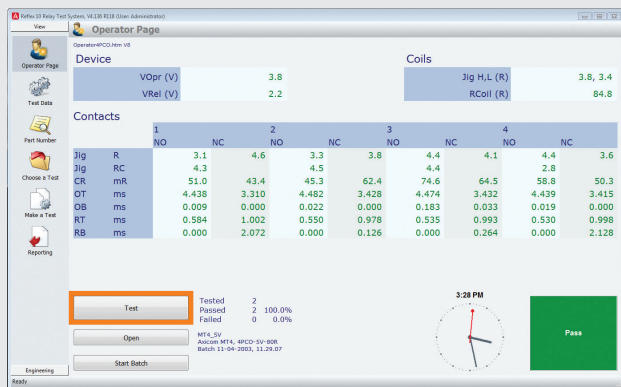 Reflex 10 Relay Test System, V4.136 R118 (User: Administrator)
View
Operator Page
Operator Page
Test Data
Part Number
Choose a Test
Make a Test
Reporting
Engineering
Ready
Operator4PCO.htm V8
Device
VOpr (V) 3.8
VRel (V) 2.2
Coils
Jig H,L (R) 3.8, 3.4
RCoil (R) 84.8
Contacts
1 2 3 4
NO NC NO NC NO NC NO NC
Jig R 3.1 4.6 3.3 3.8 4.4 4.1 4.4 3.6
Jig RC 4.3 4.5 4.4 2.8
CR mR 51.0 43.4 45.3 62.4 74.6 64.5 58.8 50.3
OT ms 4.438 3.310 4.482 3.428 4.474 3.432 4.439 3.415
OB ms 0.009 0.000 0.022 0.000 0.183 0.033 0.019 0.000
RT ms 0.584 1.002 0.550 0.978 0.535 0.993 0.530 0.998
RB ms 0.000 2.072 0.000 0.126 0.000 0.264 0.000 2.128
Test
Open
Start Batch
Tested 2
Passed 2 100.0%
Failed 0 0.0%
MT4_5V
Axicom MT4, 4PCO-5V-80R
Batch 11-04-2003, 11.29.07
3:28 PM
Pass